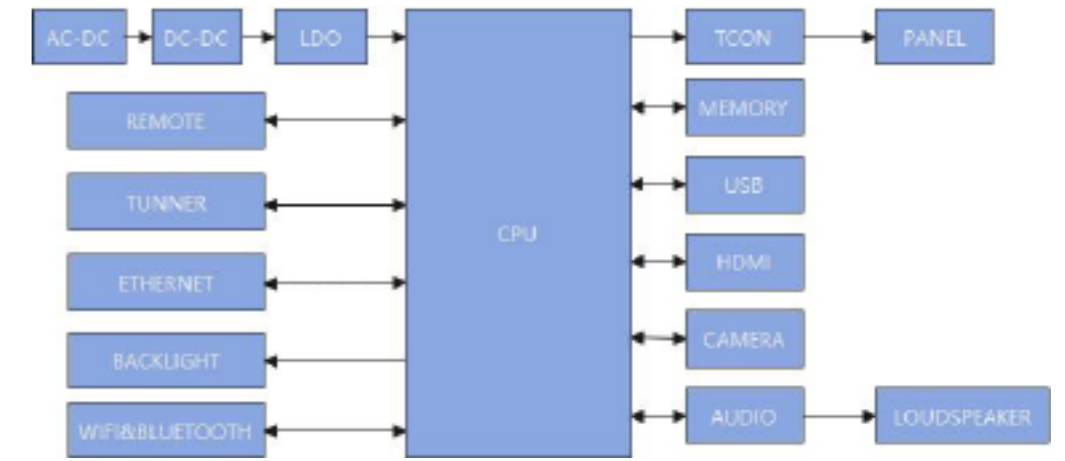 AC-DC
DC-DC
LDO
TCON
PANEL
REMOTE
MEMORY
TUNNER
USB
CPU
ETHERNET
HDMI
BACKLIGHT
CAMERA
WIFI&BLUETOOTH
AUDIO
LOUDSPEAKER